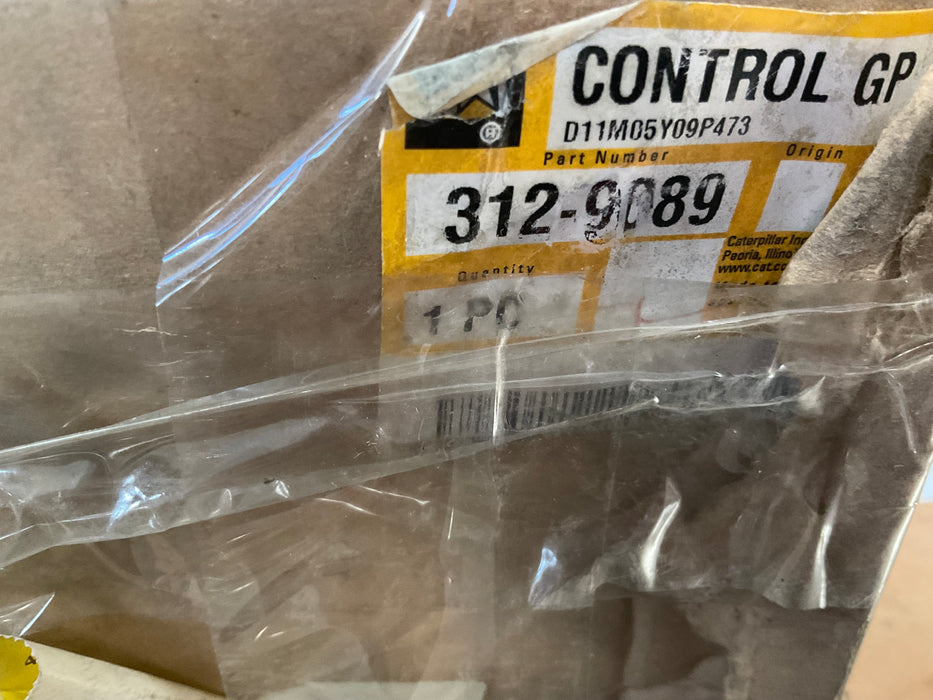 CONTROL GP
D11M05Y09P473
Part Number
Origin
312-9089
Caterpillar Inc
Peoria, Illino
www.cat.co
Quantity
1 PC